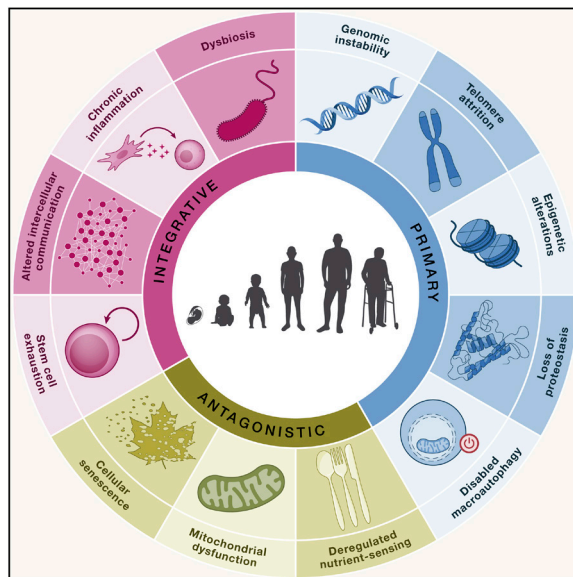 Dysbiosis
Genomic
instability
Telomere
attrition
Epigenetic
alterations
Loss of
proteostasis
Disabled
macroautophagy
Deregulated
nutrient-sensing
Mitochondrial
dysfunction
Cellular
senescence
Stem cell
exhaustion
Altered intercellular
communication
Chronic
inflammation
INTEGRATIVE
PRIMARY
ANTAGONISTIC